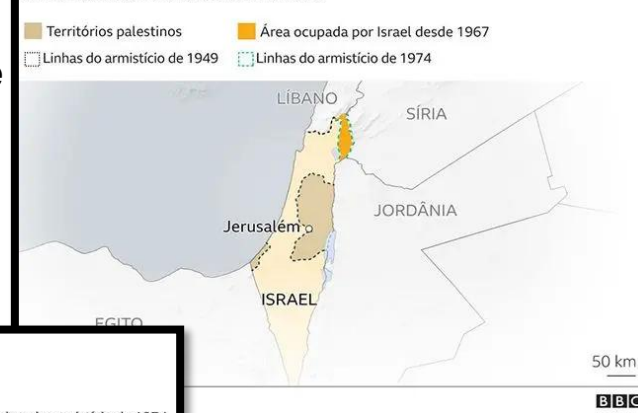 Territórios palestinos
Área ocupada por Israel desde 1967
Linhas do armistício de 1949
Linhas do armistício de 1974
e
LÍBANO
SÍRIA
JORDÂNIA
Jerusalém
ISRAEL
EGITO
50 km
BBC